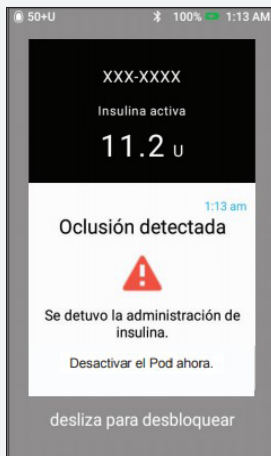 50+U 100% 1:13 AM
XXX-XXXX
Insulina activa
11.2 U
1:13 am
Oclusión detectada
Se detuvo la administración de
insulina.
Desactivar el Pod ahora.
desliza para desbloquear